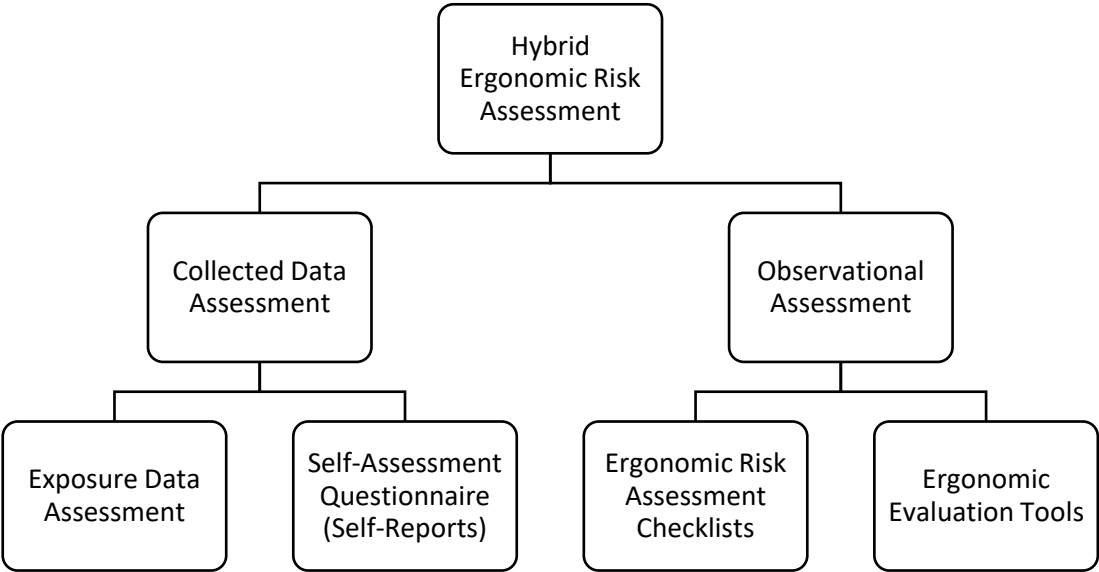 Hybrid
Ergonomic Risk
Assessment
Collected Data
Assessment
Observational
Assessment
Exposure Data
Assessment
Self-Assessment
Questionnaire
(Self-Reports)
Ergonomic Risk
Assessment
Checklists
Ergonomic
Evaluation Tools